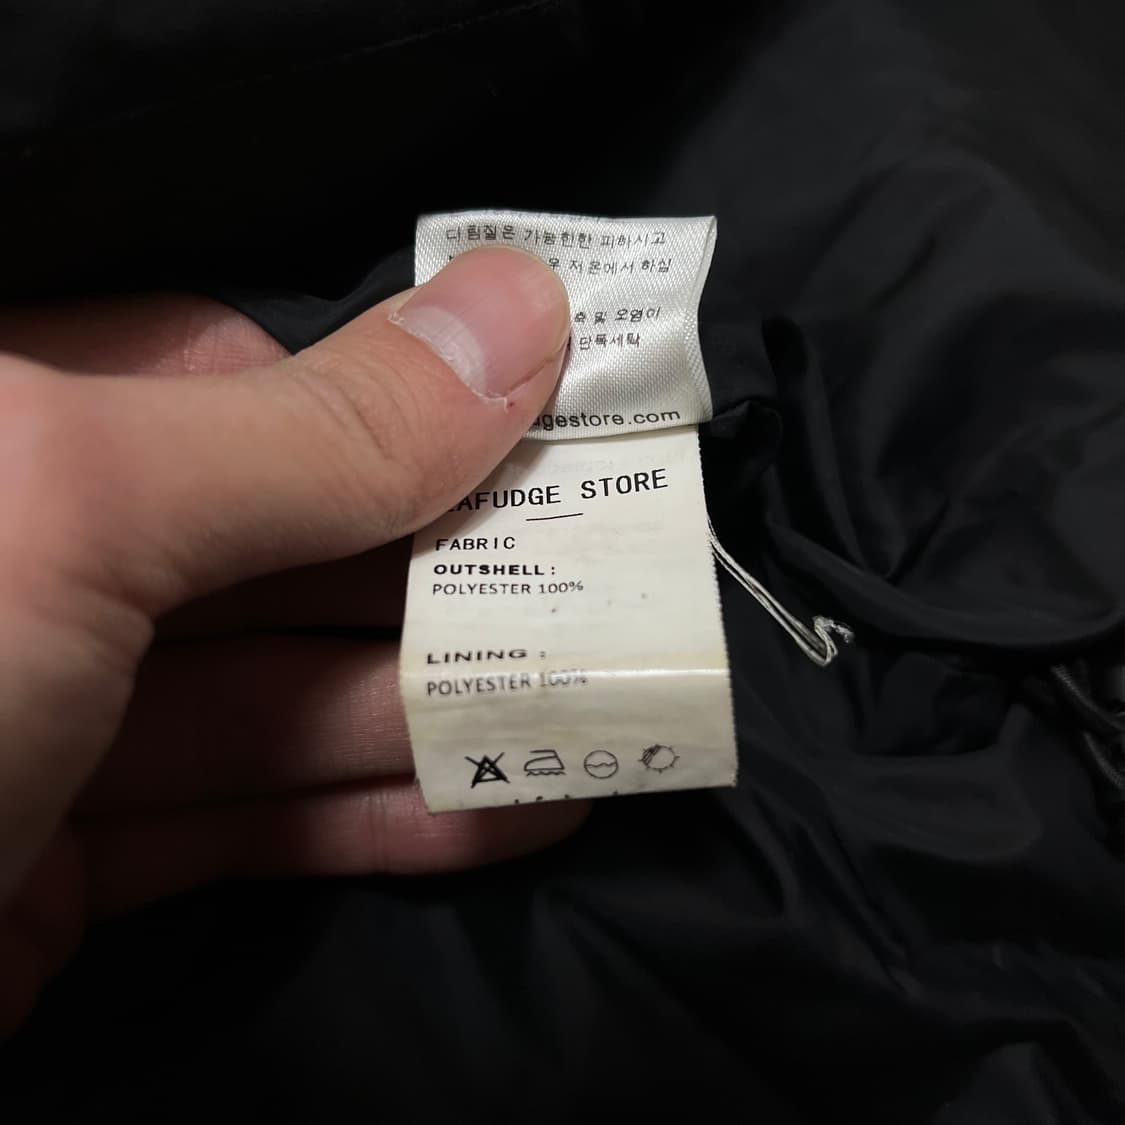 다림질은 가능한한 피하시고
우 저온에서 하십
축 및 오염이
단독세탁
gestore.com
AFUDGE STORE
FABRIC
OUTSHELL :
POLYESTER 100%
LINING :
POLYESTER 100%